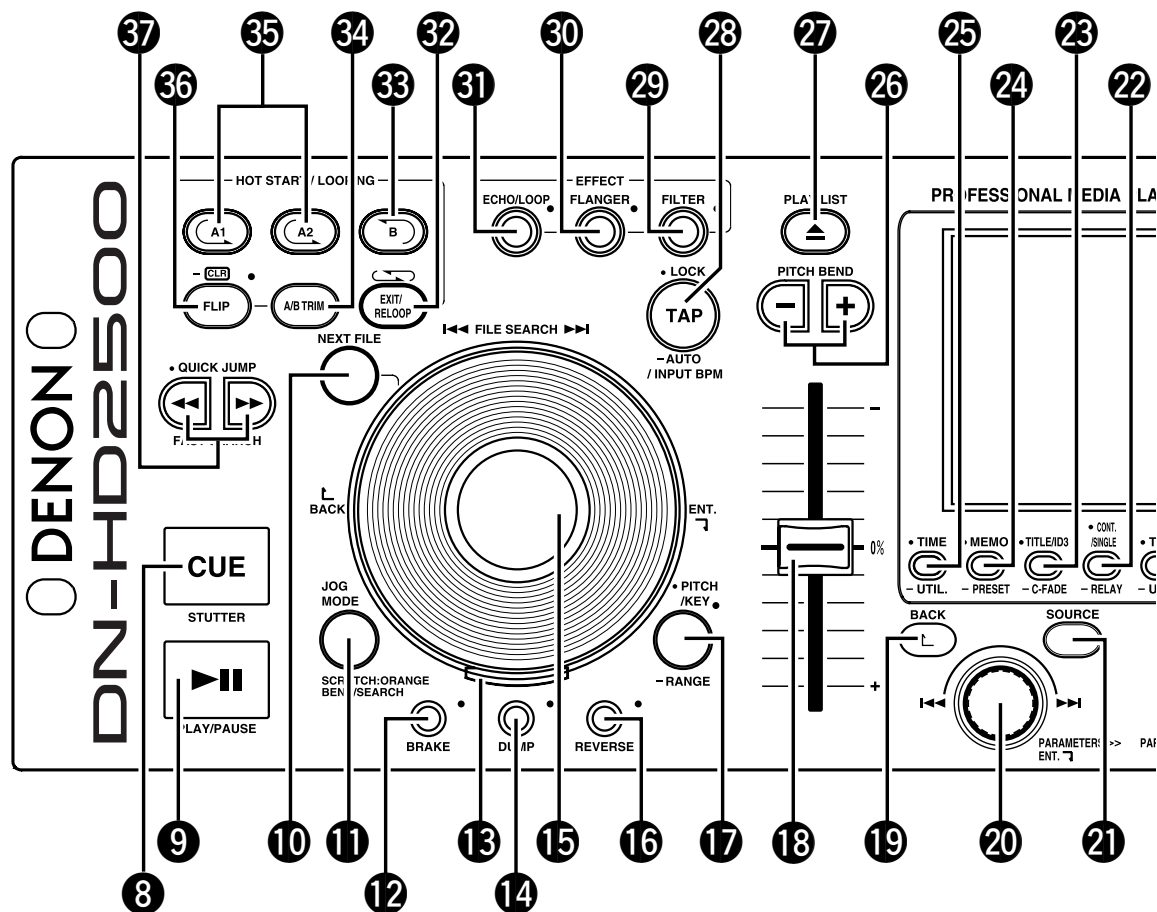 37 35 34 32 30 28 27 25 23
36 33 31 29 26 24 22
HOT START / LOOPING
EFFECT
A1 A2 B
ECHO/LOOP FLANGER FILTER
PLAY LIST
PROFESSIONAL MEDIA
– CLR
FLIP A/B TRIM EXIT/
RELOOP
• LOCK
TAP
– AUTO
/ INPUT BPM
PITCH BEND
– +
NEXT FILE
FILE SEARCH
• QUICK JUMP
FAST SEARCH
DENON
DN-HD2500
BACK
ENT.
CUE
STUTTER
PLAY/PAUSE
JOG
MODE
SCRATCH:ORANGE
BEND/SEARCH
• PITCH
/KEY
– RANGE
–
0%
+
BRAKE DUMP REVERSE
• TIME • MEMO • TITLE/ID3 • CONT.
/SINGLE
– UTIL. – PRESET – C-FADE – RELAY
BACK SOURCE
PARAMETERS >>
ENT.
9 10 11 13 15 16 17 18 19 20 21
8 12 14